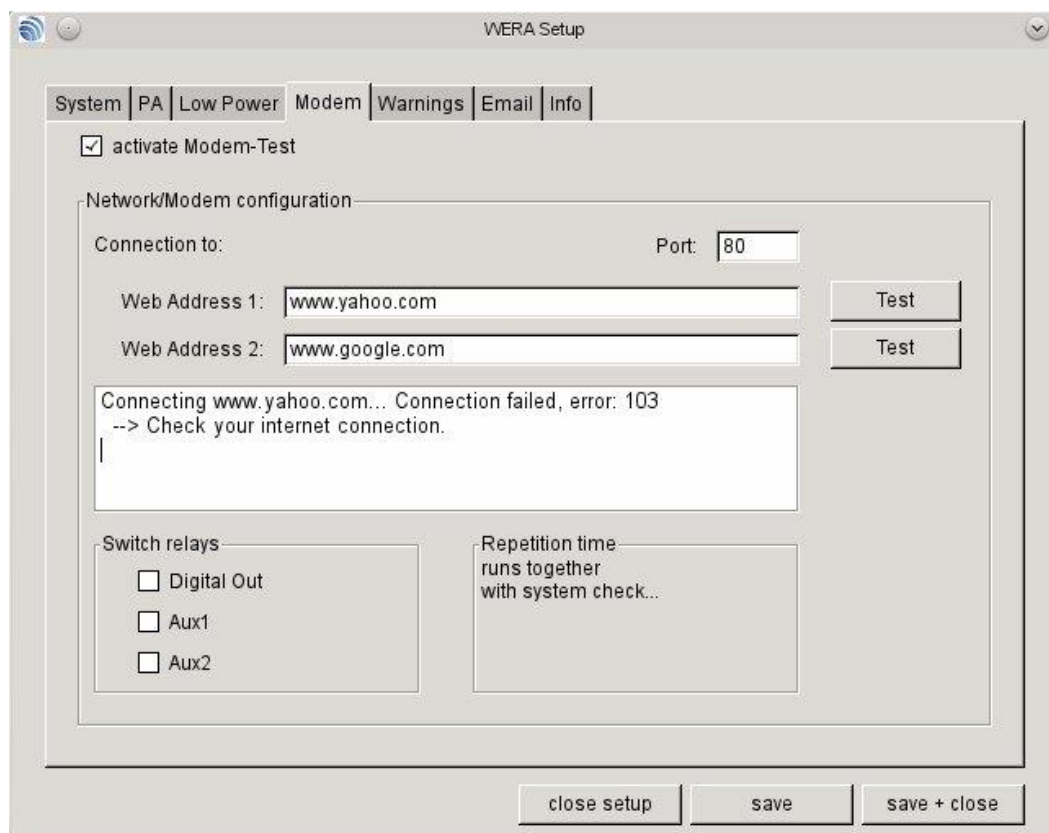 WERA Setup
System PA Low Power Modem Warnings Email Info
activate Modem-Test
Network/Modem configuration
Connection to: Port: 80
Web Address 1: www.yahoo.com Test
Web Address 2: www.google.com Test
Connecting www.yahoo.com... Connection failed, error: 103
--> Check your internet connection.
Switch relays
Digital Out
Aux1
Aux2
Repetition time
runs together
with system check...
close setup save save + close